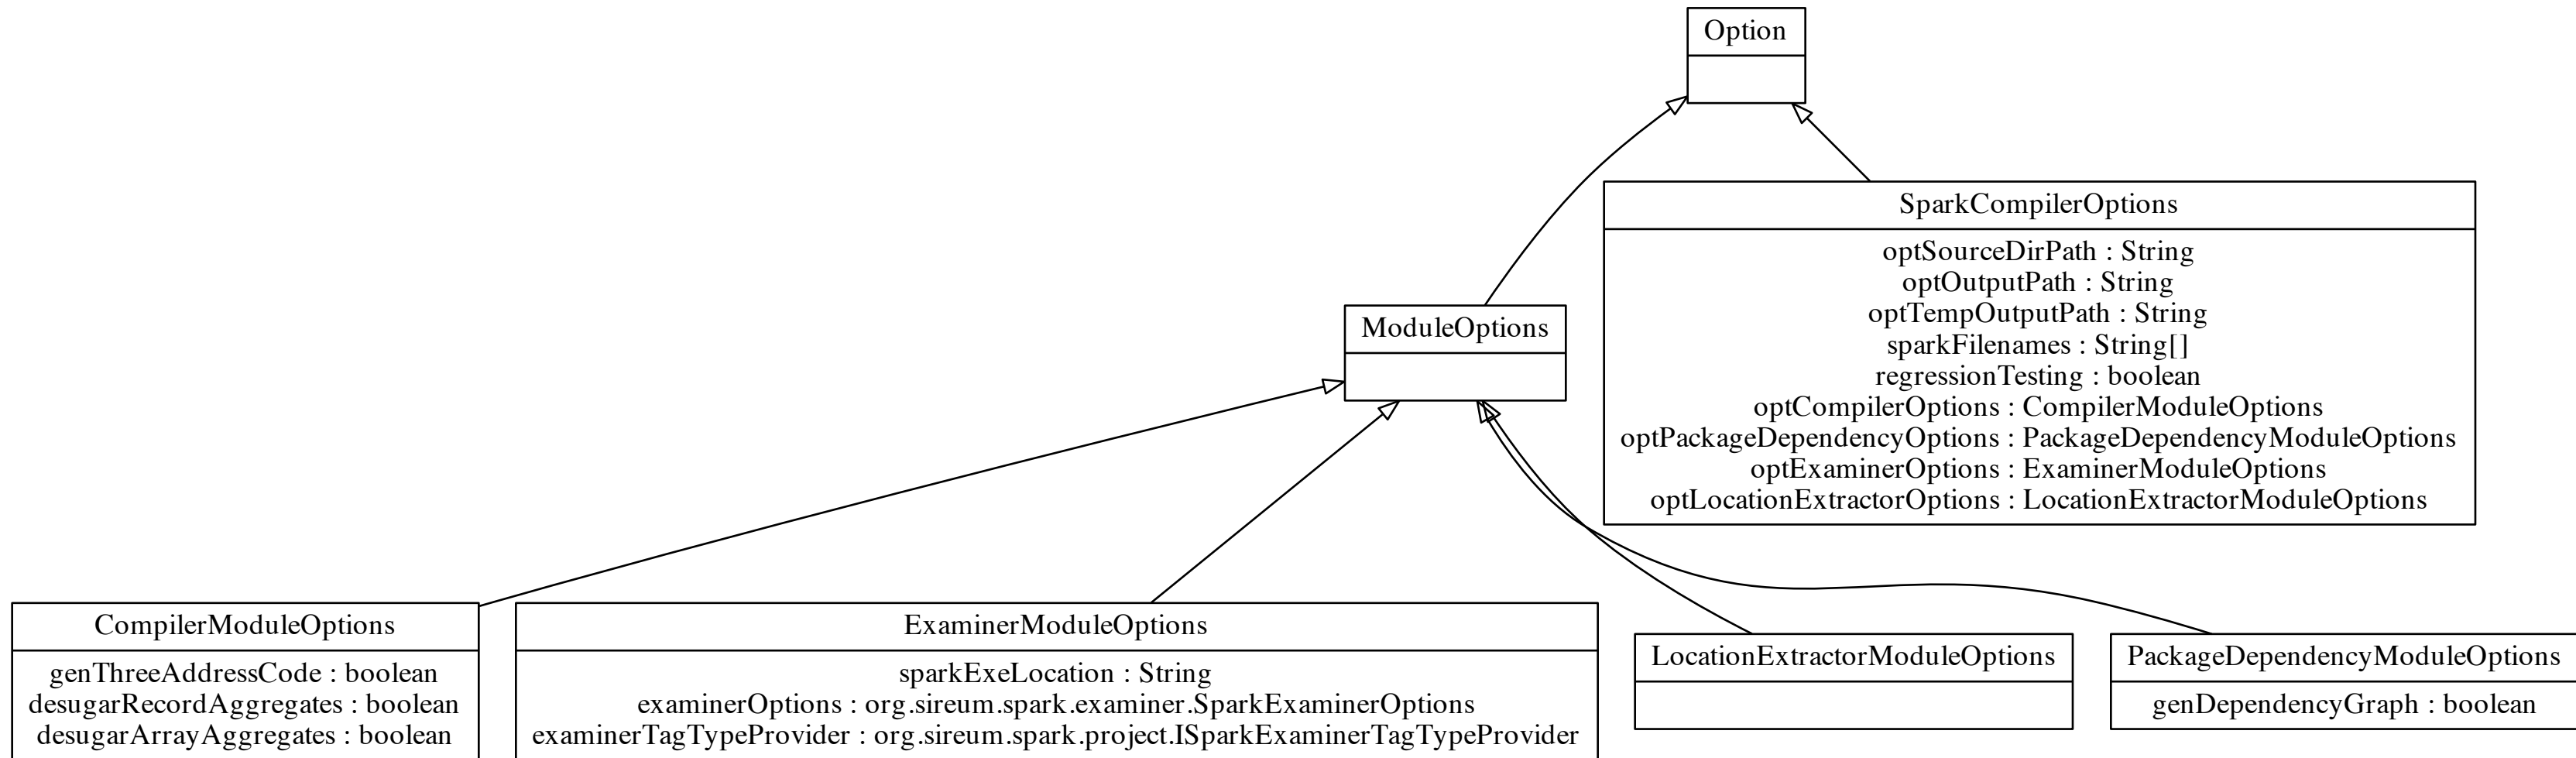 Option
SparkCompilerOptions
optSourceDirPath : String
optOutputPath : String
optTempOutputPath : String
sparkFilenames : String[]
regressionTesting : boolean
optCompilerOptions : CompilerModuleOptions
optPackageDependencyOptions : PackageDependencyModuleOptions
optExaminerOptions : ExaminerModuleOptions
optLocationExtractorOptions : LocationExtractorModuleOptions
ModuleOptions
CompilerModuleOptions
genThreeAddressCode : boolean
desugarRecordAggregates : boolean
desugarArrayAggregates : boolean
ExaminerModuleOptions
sparkExeLocation : String
examinerOptions : org.sireum.spark.examiner.SparkExaminerOptions
examinerTagTypeProvider : org.sireum.spark.project.ISparkExaminerTagTypeProvider
LocationExtractorModuleOptions
PackageDependencyModuleOptions
genDependencyGraph : boolean